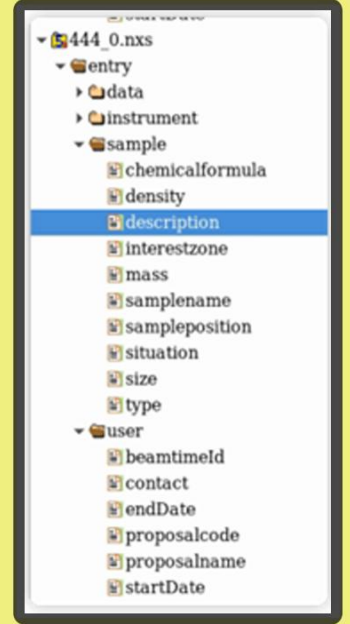 startDate
444_0.nxs
entry
data
instrument
sample
chemicalformula
density
description
interestzone
mass
samplename
sampleposition
situation
size
type
user
beamtimeId
contact
endDate
proposalcode
proposalname
startDate